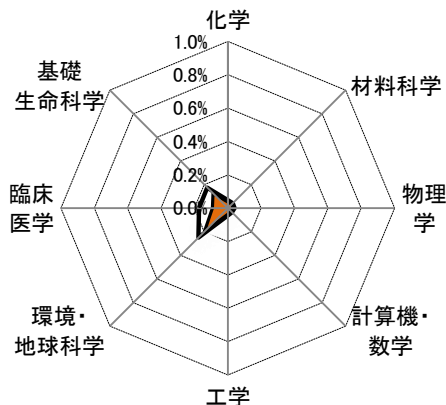 化学
1.0%
0.8%
0.6%
0.4%
0.2%
0.0%
材料科学
物理
学
計算機・
数学
工学
環境・
地球科学
臨床
医学
基礎
生命科学